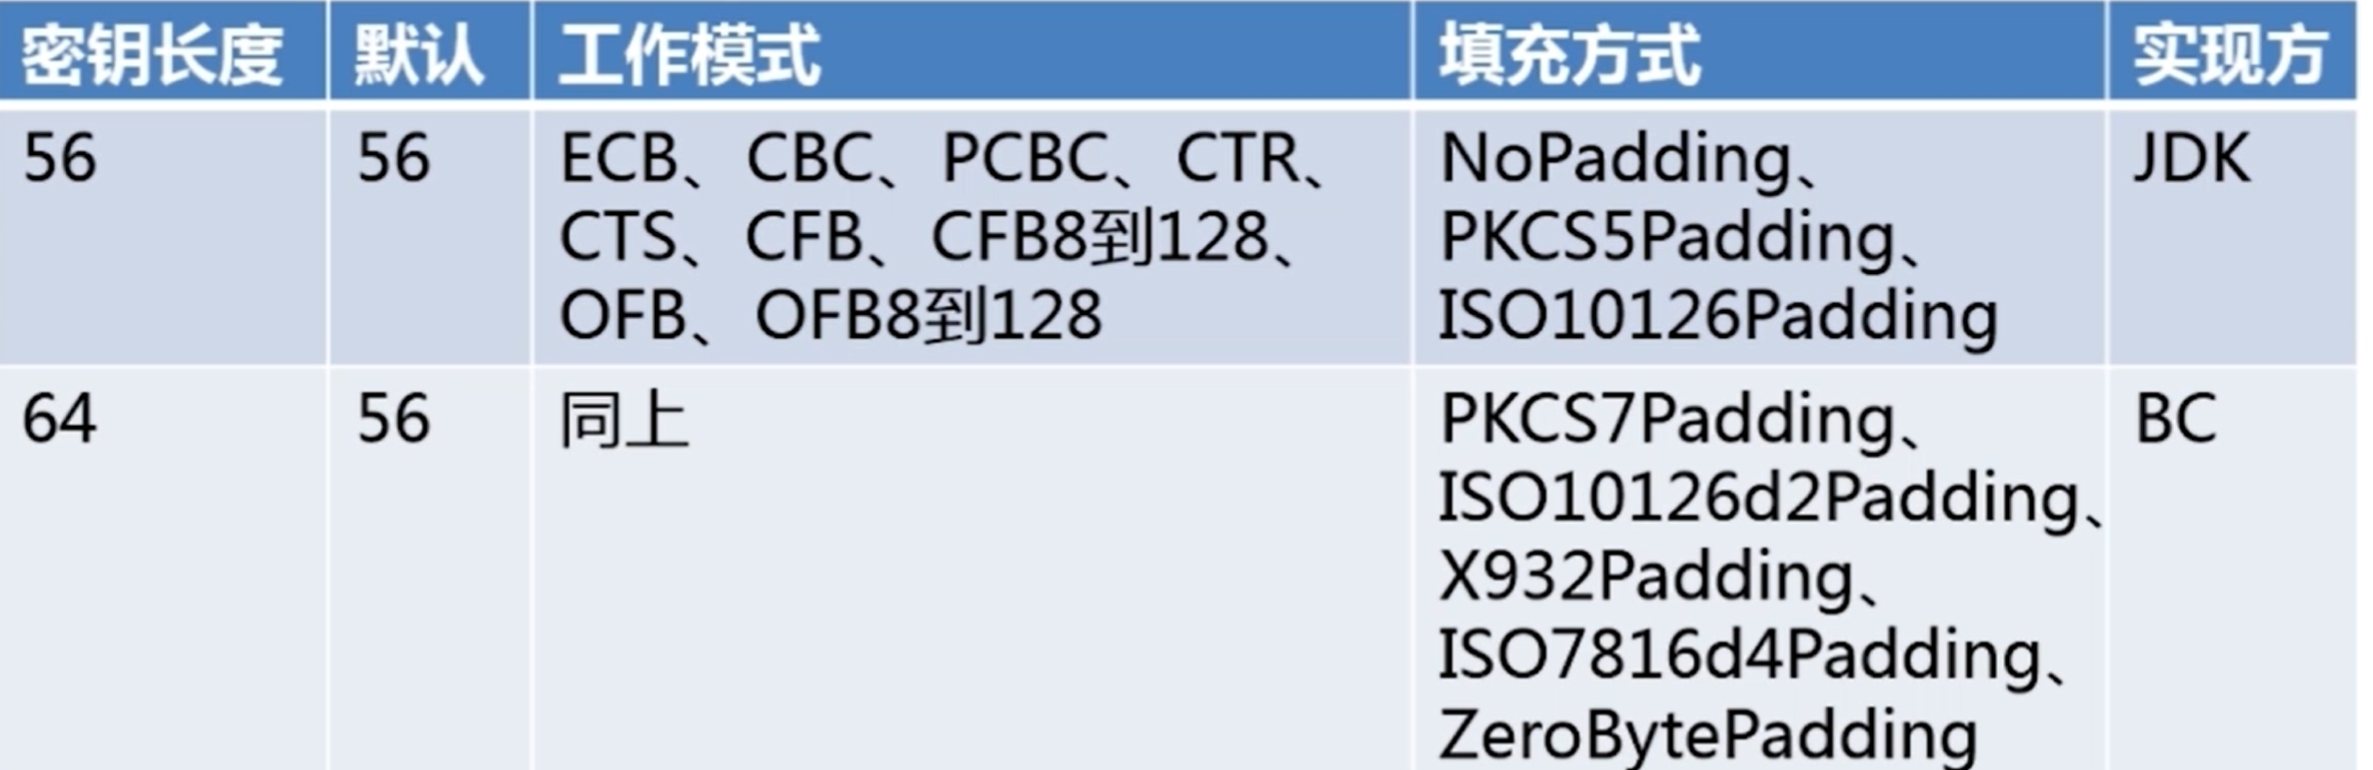 密钥长度 默认 工作模式 填充方式 实现方
56 56 ECB、CBC、PCBC、CTR、 NoPadding、 JDK
CTS、CFB、CFB8到128、 PKCS5Padding、
OFB、OFB8到128 ISO10126Padding
64 56 同上 PKCS7Padding、 BC
ISO10126d2Padding、
X932Padding、
ISO7816d4Padding、
ZeroBytePadding